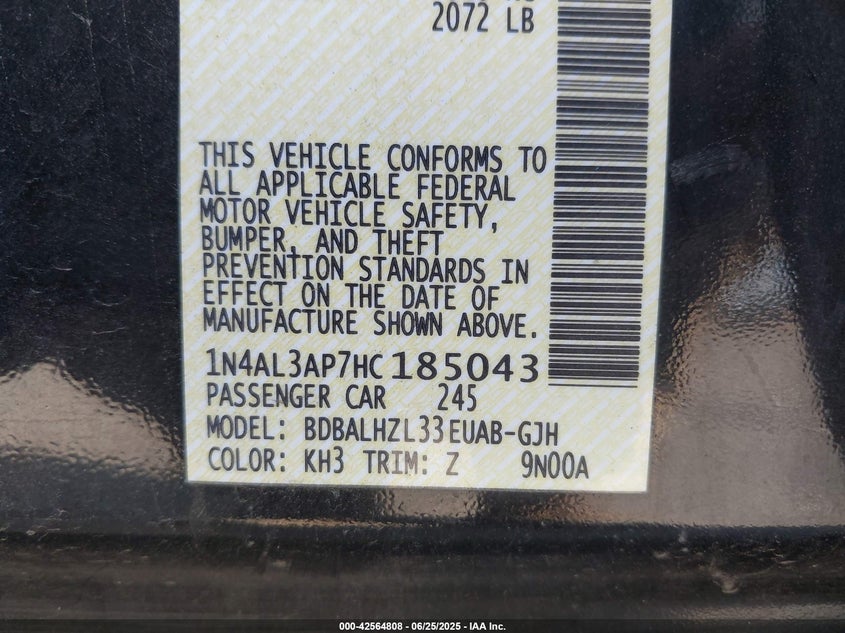 2072 LB
THIS VEHICLE CONFORMS TO
ALL APPLICABLE FEDERAL
MOTOR VEHICLE SAFETY,
BUMPER, AND THEFT
PREVENTION STANDARDS IN
EFFECT ON THE DATE OF
MANUFACTURE SHOWN ABOVE.
1N4AL3AP7HC185043
PASSENGER CAR 245
MODEL: BDBALHZL33EUAB-GJH
COLOR: KH3 TRIM: Z 9N00A
000-42564808 - 06/25/2025 - IAA Inc.